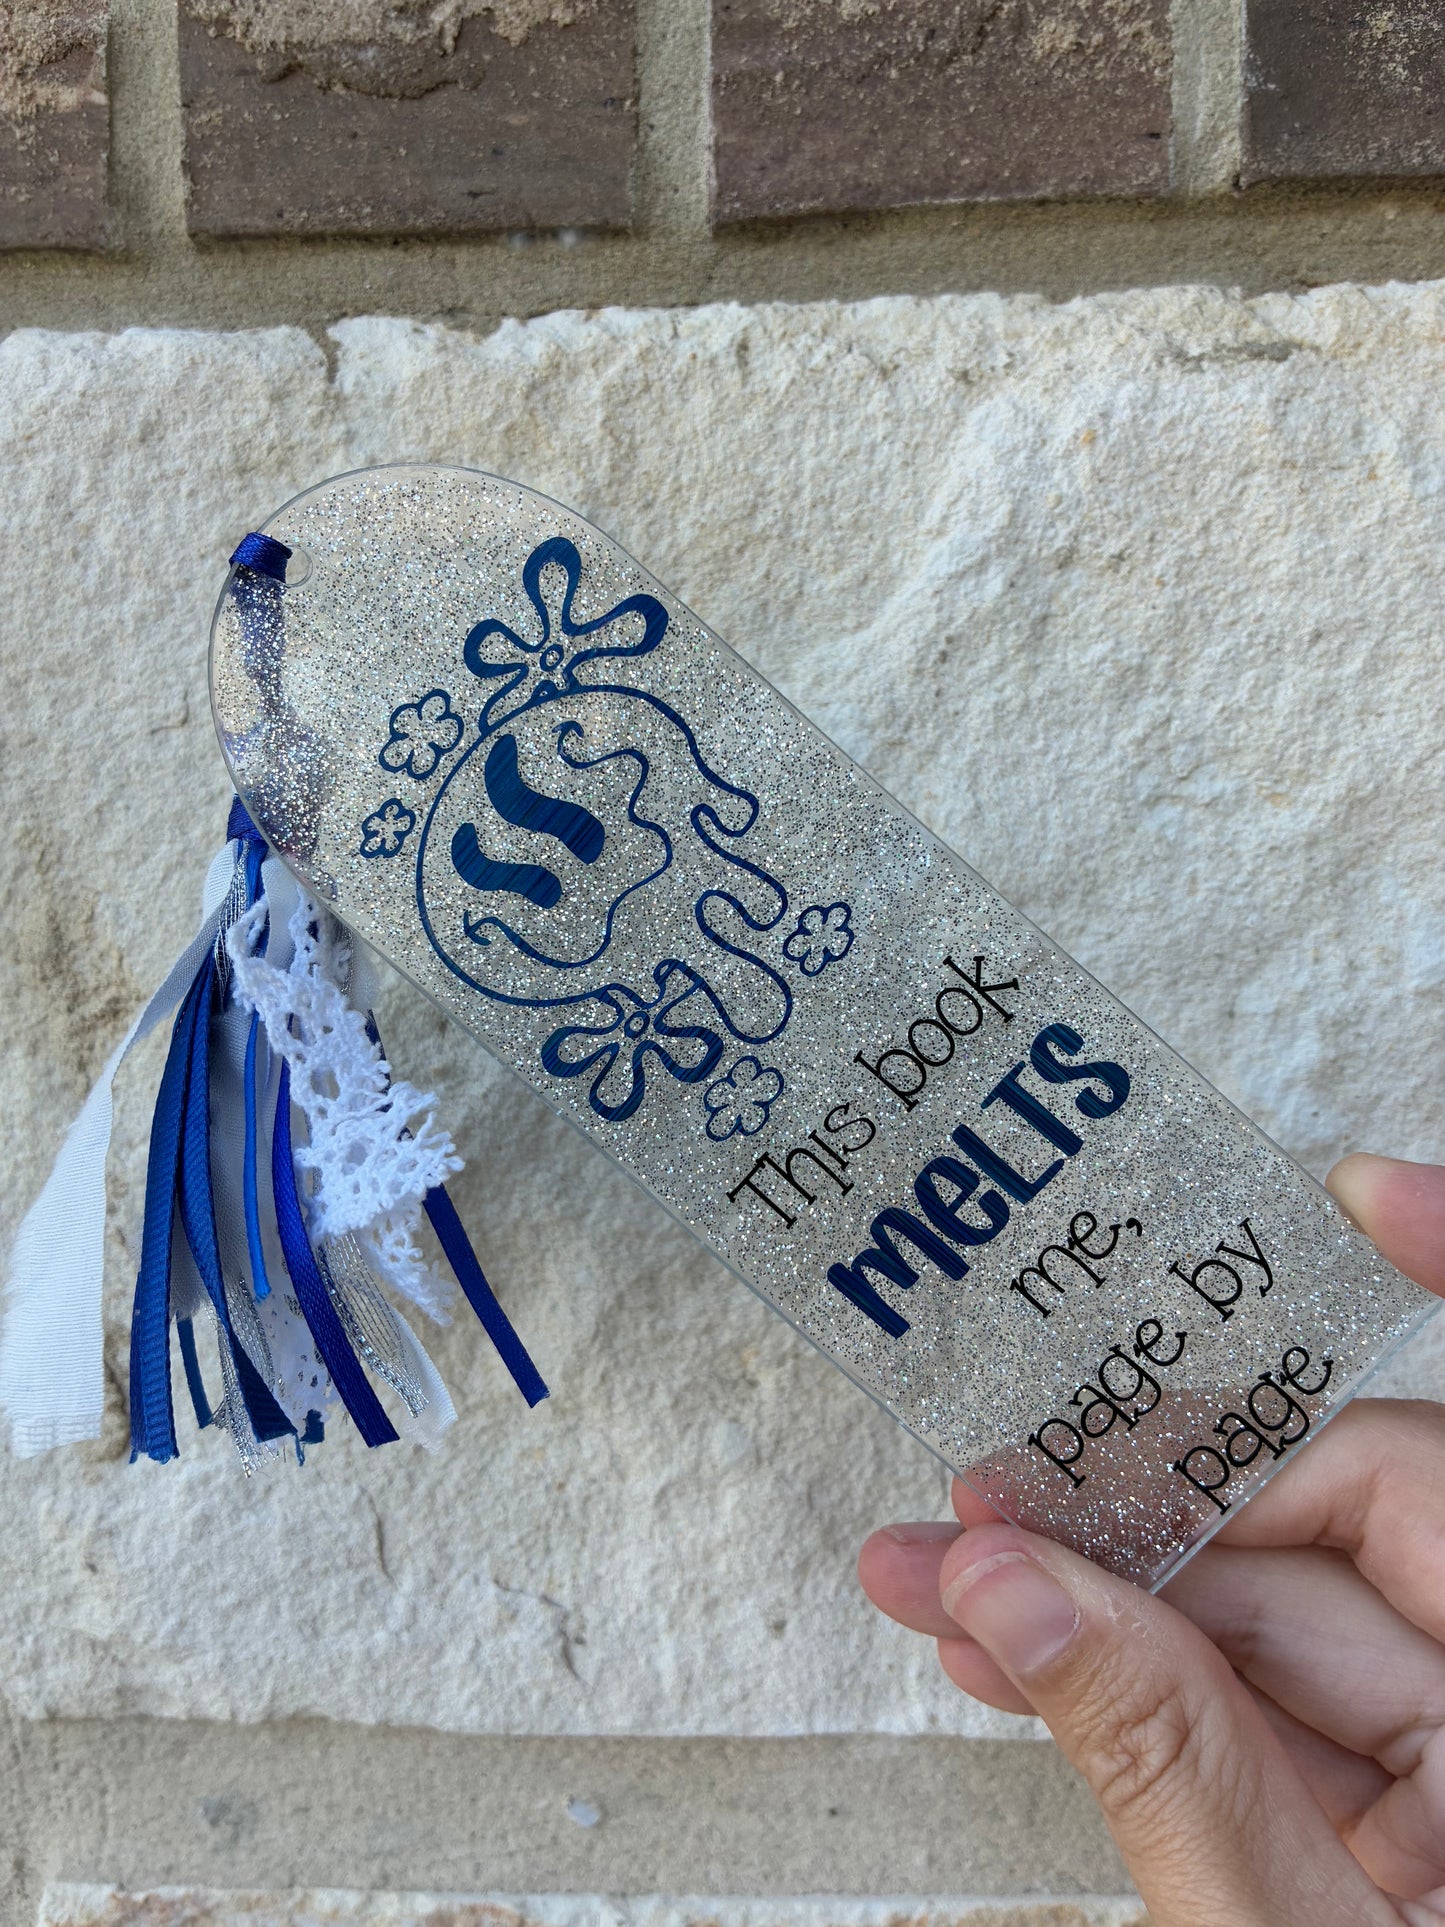 This book
MeLTS
me,
page by
page